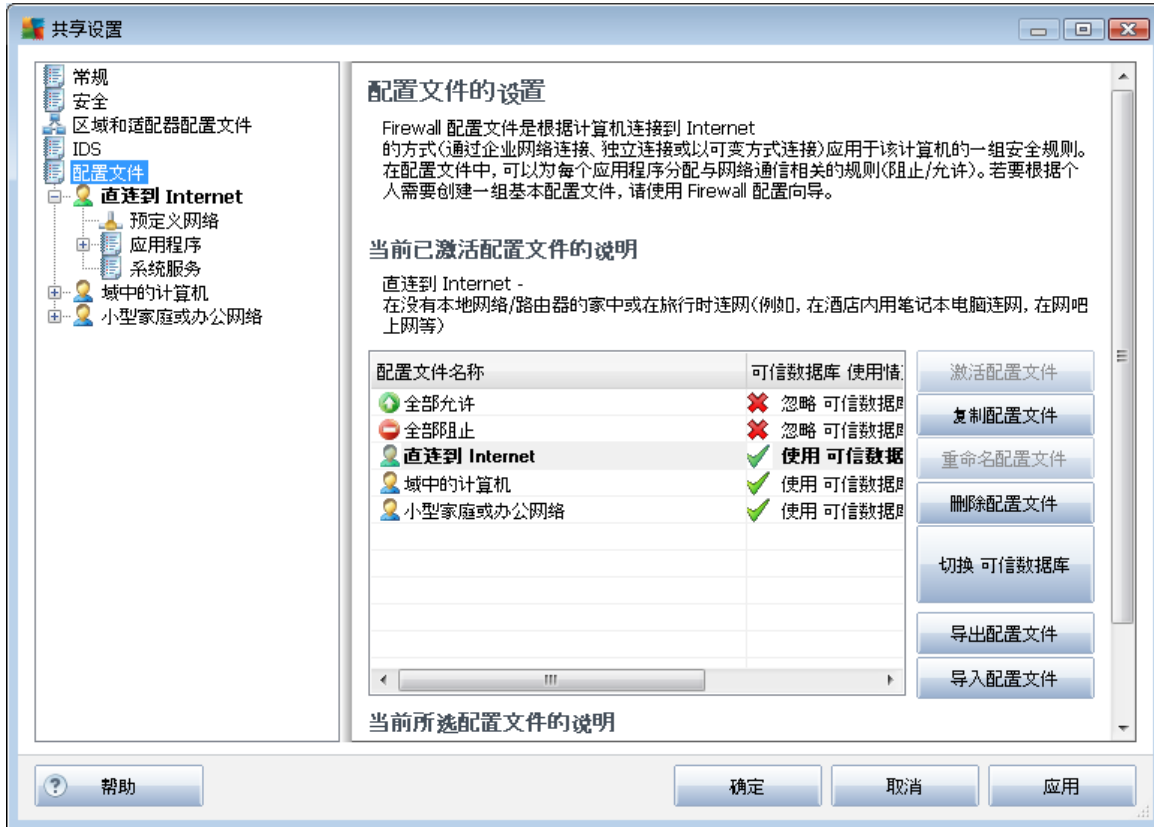 共享设置
常规
安全
区域和适配器配置文件
IDS
配置文件
直连到 Internet
预定义网络
应用程序
系统服务
域中的计算机
小型家庭或办公网络
配置文件的设置
Firewall 配置文件是根据计算机连接到 Internet
的方式(通过企业网络连接、独立连接或以可变方式连接)应用于该计算机的一组安全规则。
在配置文件中, 可以为每个应用程序分配与网络通信相关的规则(阻止/允许)。若要根据个
人需要创建一组基本配置文件, 请使用 Firewall 配置向导。
当前已激活配置文件的说明
直连到 Internet -
在没有本地网络/路由器的家中或在旅行时连网(例如, 在酒店内用笔记本电脑连网, 在网吧
上网等)
配置文件名称 可信数据库 使用情
全部允许 忽略 可信数据库
全部阻止 忽略 可信数据库
直连到 Internet 使用 可信数据
域中的计算机 使用 可信数据库
小型家庭或办公网络 使用 可信数据库
激活配置文件
复制配置文件
重命名配置文件
删除配置文件
切换 可信数据库
导出配置文件
导入配置文件
当前所选配置文件的说明
帮助
确定
取消
应用